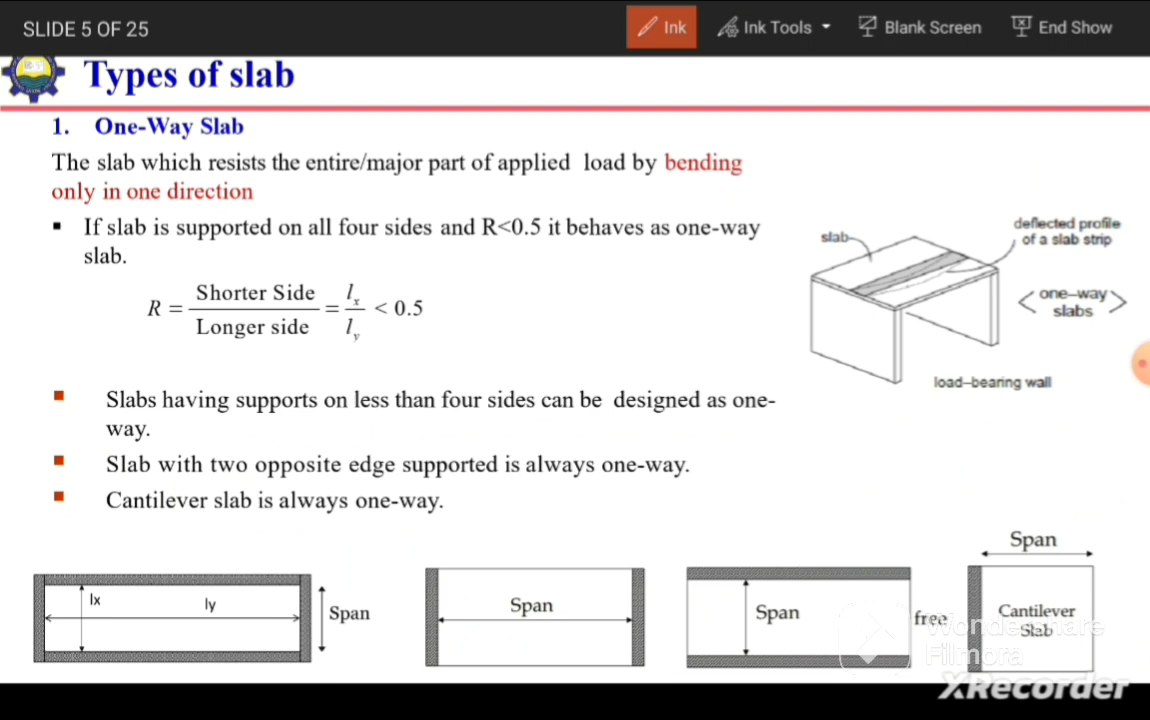 SLIDE 5 OF 25
Ink
Ink Tools
Blank Screen
End Show
Types of slab
1. One-Way Slab
The slab which resists the entire/major part of applied load by bending
only in one direction
▪ If slab is supported on all four sides and R<0.5 it behaves as one-way
slab.
R = Shorter Side / Longer side = lx / ly < 0.5
slab
deflected profile
of a slab strip
one-way
slabs
load-bearing wall
▪ Slabs having supports on less than four sides can be designed as one-
way.
▪ Slab with two opposite edge supported is always one-way.
▪ Cantilever slab is always one-way.
lx
ly
Span
Span
Span
free
Span
Cantilever
Slab
Wondershare
Filmora
XRecorder